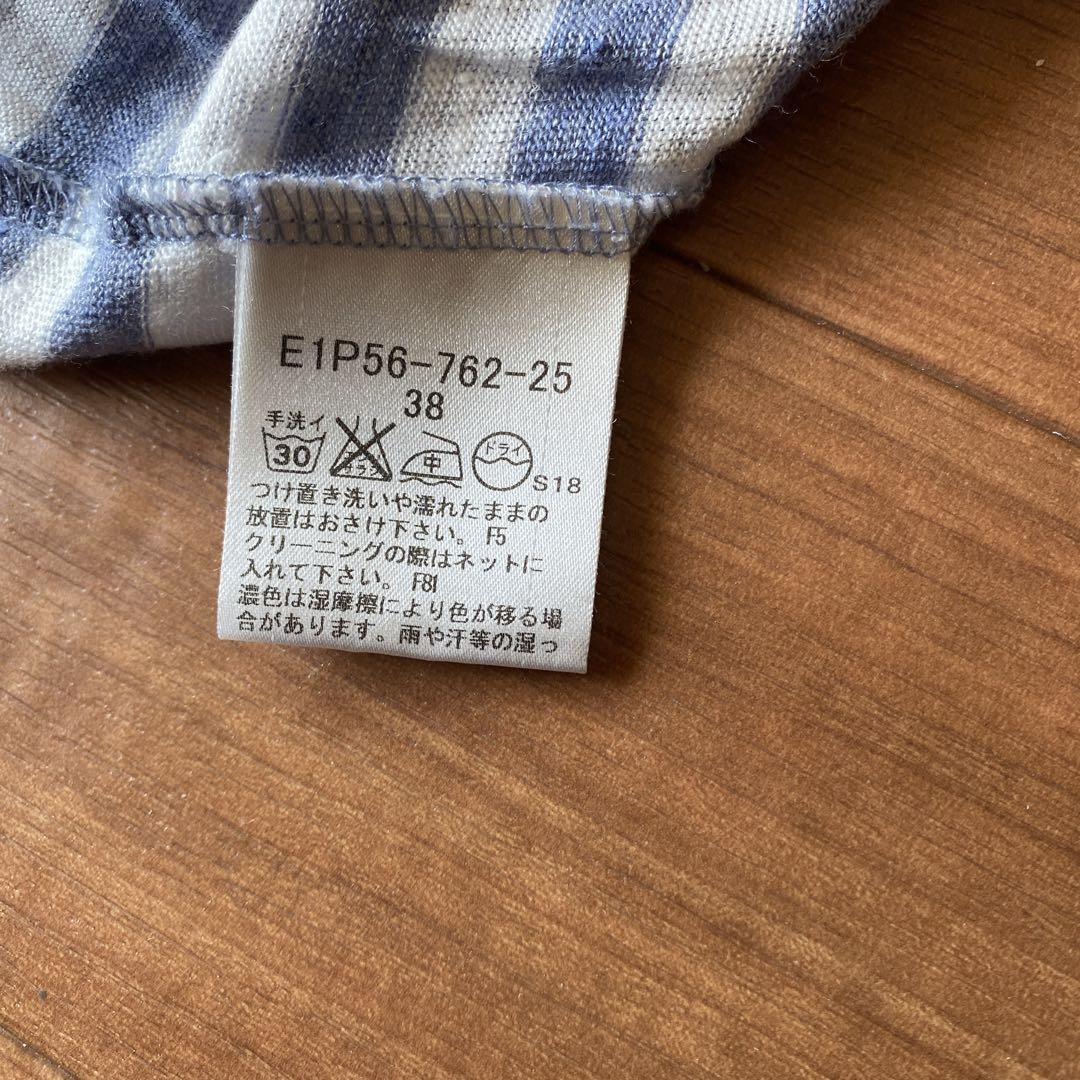 E1P56-762-25
38
手洗イ
30 中 ドライ S18
つけ置き洗いや濡れたままの
放置はおさけ下さい。 F5
クリーニングの際はネットに
入れて下さい。 F81
濃色は湿摩擦により色が移る場
合があります。雨や汗等の湿っ